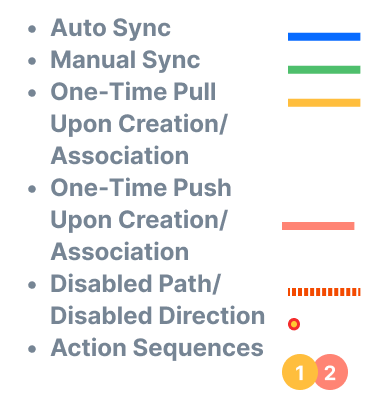 • Auto Sync
• Manual Sync
• One-Time Pull
Upon Creation/
Association
• One-Time Push
Upon Creation/
Association
• Disabled Path/
Disabled Direction
• Action Sequences
1 2